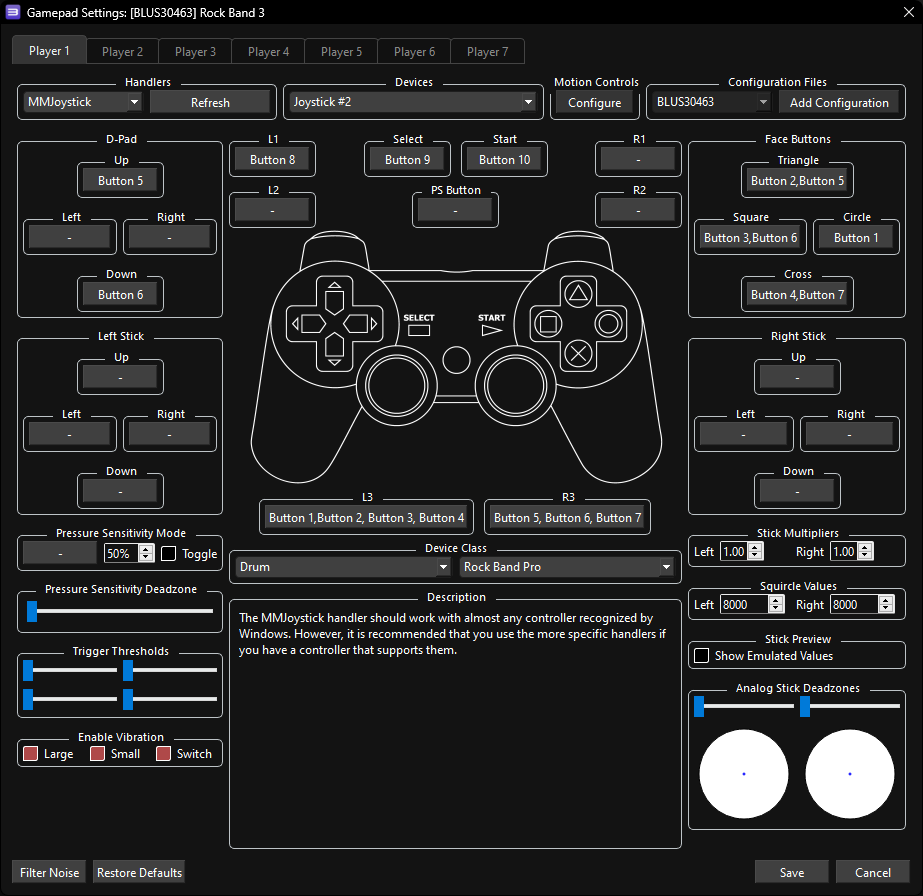 Gamepad Settings: [BLUS30463] Rock Band 3
Player 1 Player 2 Player 3 Player 4 Player 5 Player 6 Player 7
Handlers Devices Motion Controls Configuration Files
MMJoystick Refresh Joystick #2 Configure BLUS30463 Add Configuration
D-Pad
Up
Button 5
Left Right
- -
Down
Button 6
L1
Button 8
L2
-
Select
Button 9
Start
Button 10
PS Button
-
R1
-
R2
-
Face Buttons
Triangle
Button 2,Button 5
Square Circle
Button 3,Button 6 Button 1
Cross
Button 4,Button 7
SELECT START
Left Stick
Up
-
Left Right
- -
Down
-
Right Stick
Up
-
Left Right
- -
Down
-
L3 R3
Button 1,Button 2, Button 3, Button 4 Button 5, Button 6, Button 7
Pressure Sensitivity Mode
- 50% Toggle
Pressure Sensitivity Deadzone
Trigger Thresholds
Enable Vibration
Large Small Switch
Device Class
Drum Rock Band Pro
Description
The MMJoystick handler should work with almost any controller recognized by
Windows. However, it is recommended that you use the more specific handlers if
you have a controller that supports them.
Stick Multipliers
Left 1.00 Right 1.00
Squircle Values
Left 8000 Right 8000
Stick Preview
Show Emulated Values
Analog Stick Deadzones
Filter Noise Restore Defaults Save Cancel